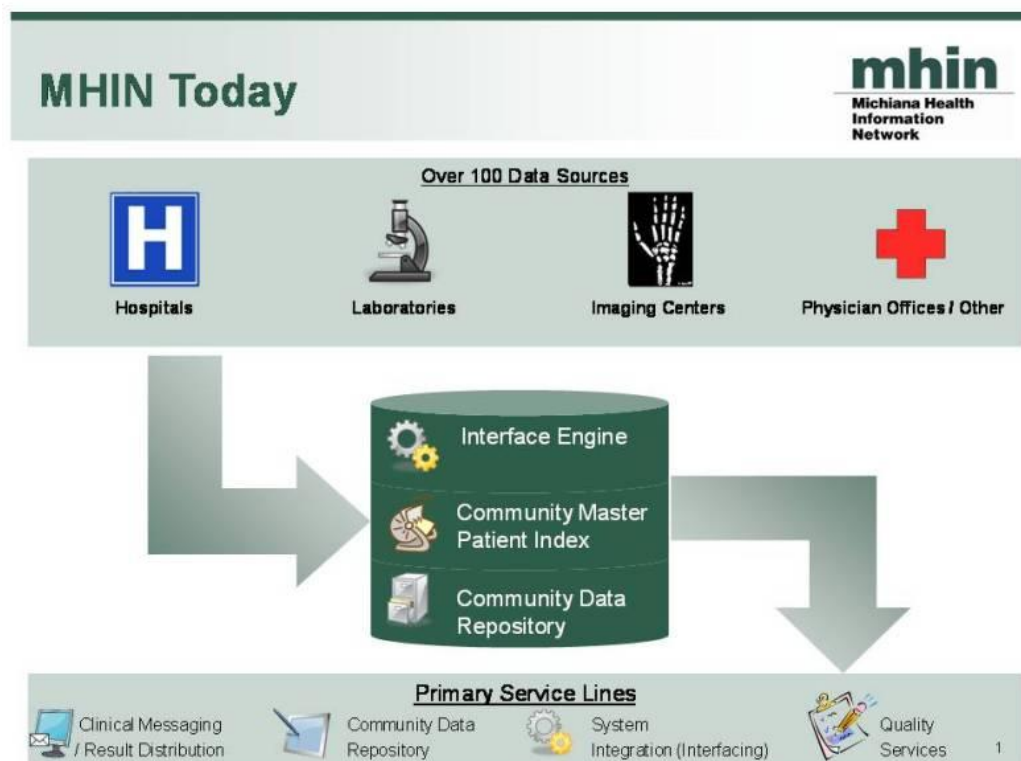 MHIN Today
mhin
Michiana Health
Information
Network
Over 100 Data Sources
H
Hospitals
Laboratories
Imaging Centers
Physician Offices / Other
Interface Engine
Community Master
Patient Index
Community Data
Repository
Primary Service Lines
Clinical Messaging
/ Result Distribution
Community Data
Repository
System
Integration (Interfacing)
Quality
Services
1